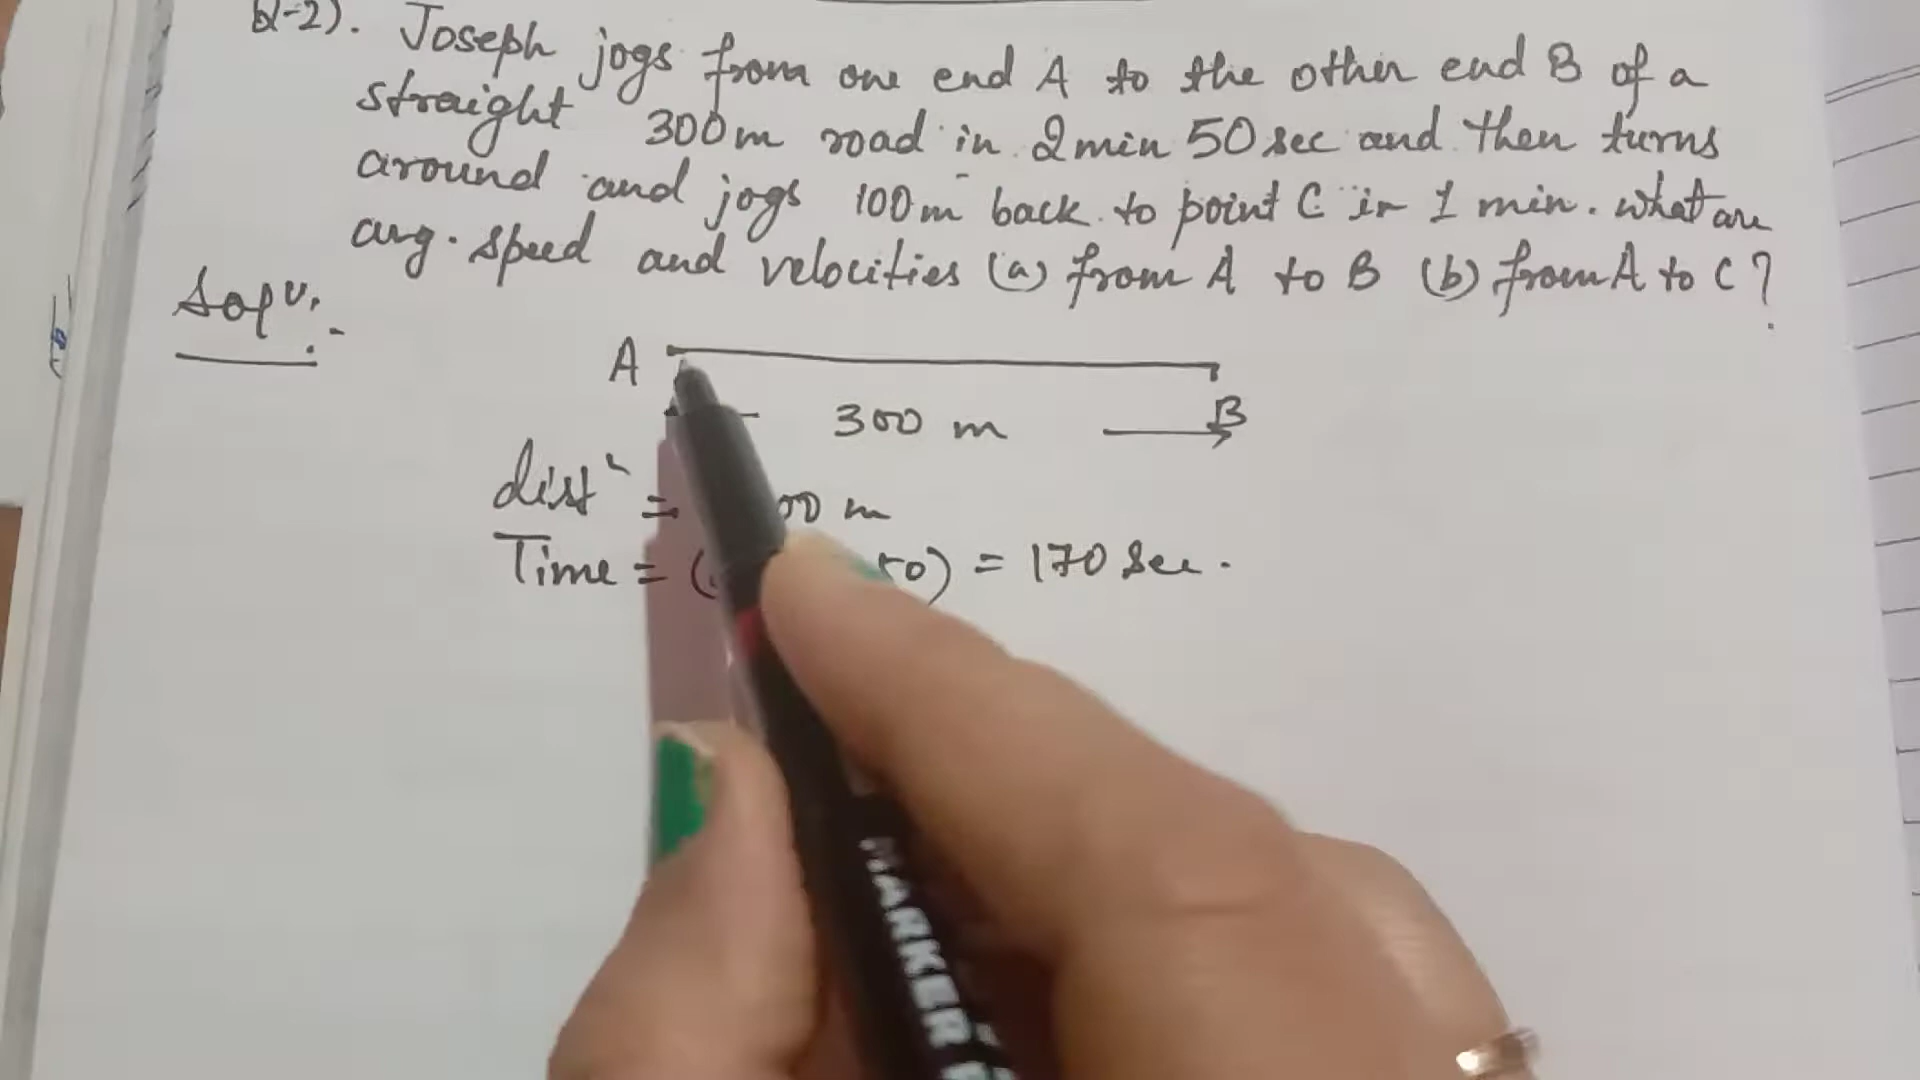 Q-2). Joseph jogs from one end A to the other end B of a
straight 300m road in 2min 50sec and then turns
around and jogs 100m back to point C in 1 min. what are
avg. speed and velocities (a) from A to B (b) from A to C?
A
B
300 m
dist =
m
Time = ( 50) = 170 Sec.
MARKER